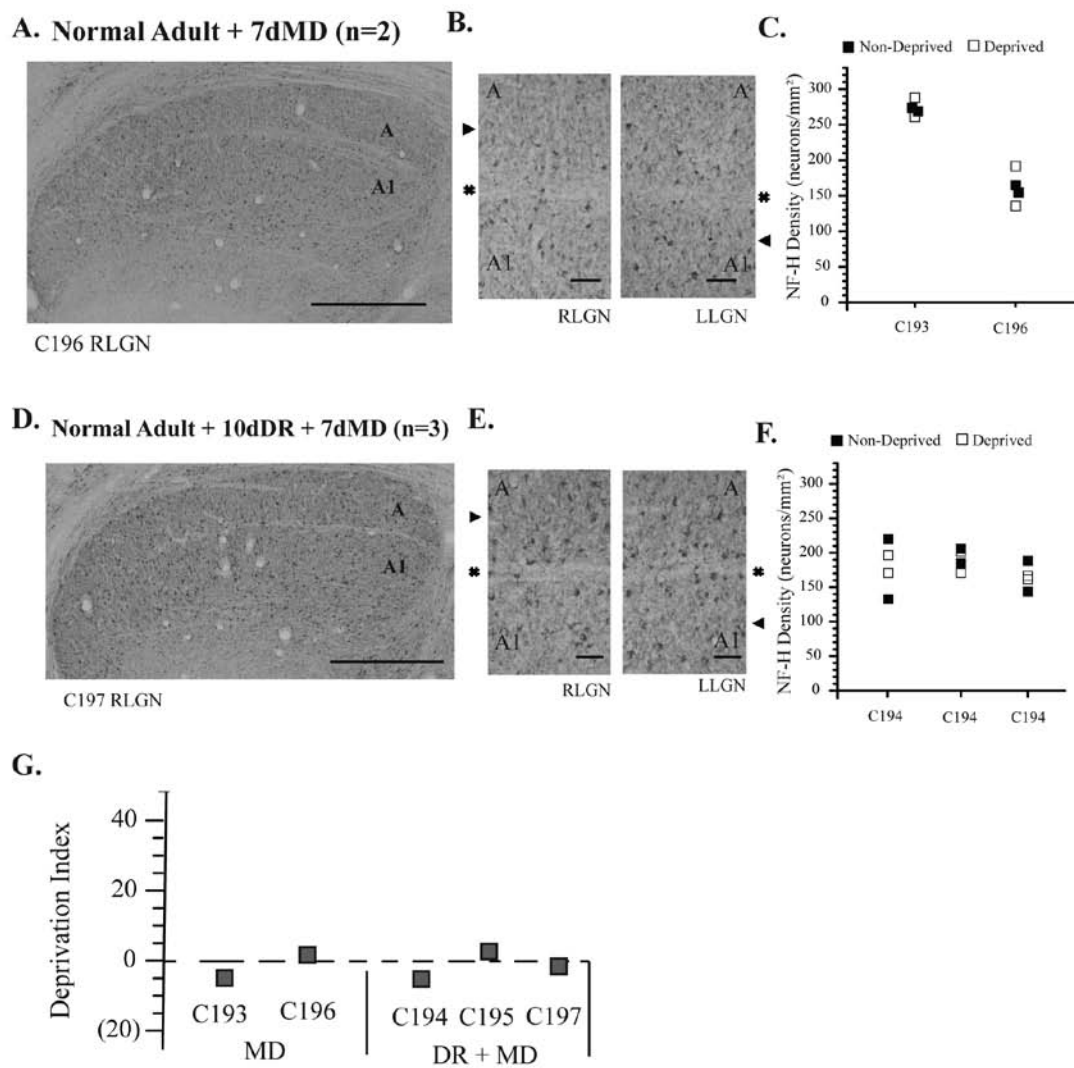 A. Normal Adult + 7dMD (n=2)
A
A1
C196 RLGN
B.
A
A1
RLGN
A
A1
LLGN
C.
Non-Deprived Deprived
NF-H Density (neurons/mm²)
300
250
200
150
100
50
0
C193 C196
D. Normal Adult + 10dDR + 7dMD (n=3)
A
A1
C197 RLGN
E.
A
A1
RLGN
A
A1
LLGN
F.
Non-Deprived Deprived
NF-H Density (neurons/mm²)
300
250
200
150
100
50
0
C194 C194 C194
G.
Deprivation Index
40
20
0
(20)
C193 C196 C194 C195 C197
MD DR + MD